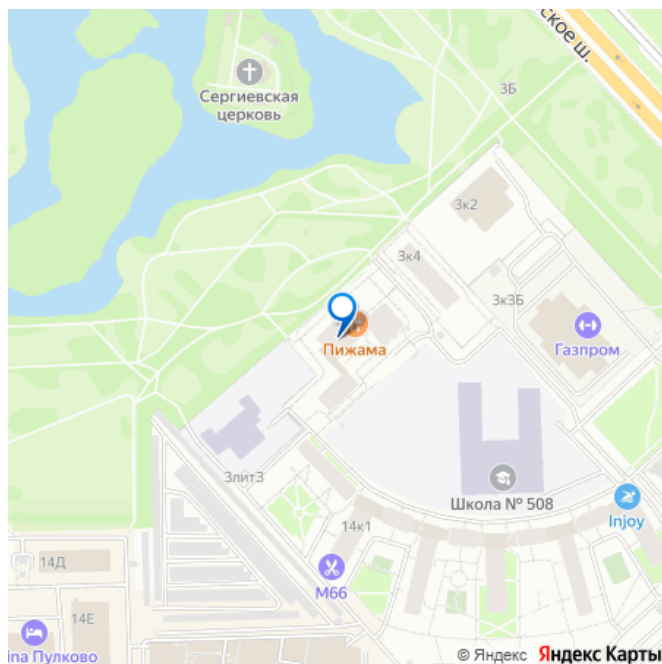 ское ш.
3Б
Сергиевская
церковь
3к2
3к4
3к3Б
Пижама
Газпром
3лит3
Школа № 508
14к1
Injoy
14Д
М66
14Е
ina Пулково
© Яндекс Яндекс Карты